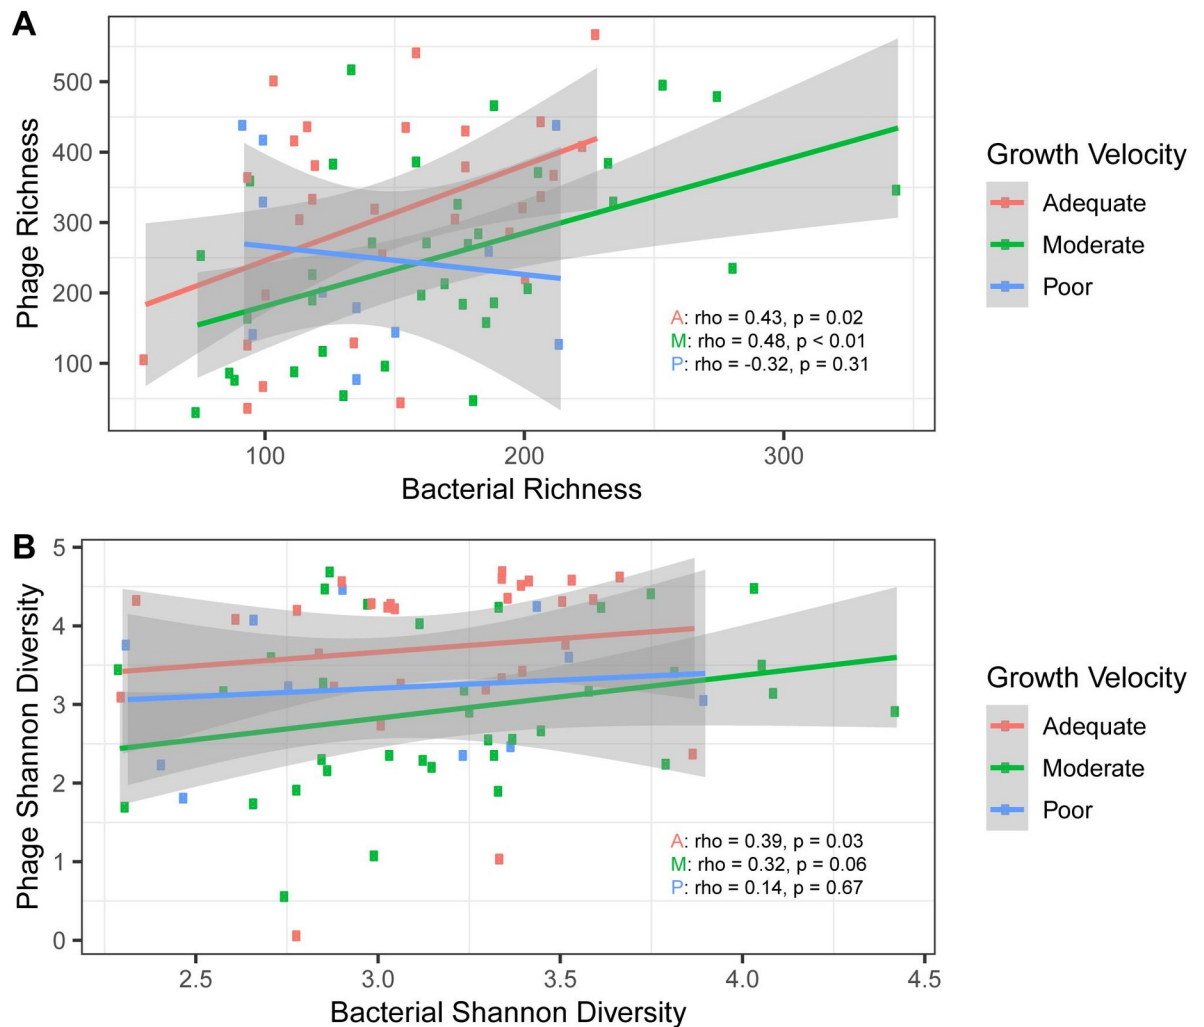 A
Phage Richness
500
400
300
200
100
A: rho = 0.43, p = 0.02
M: rho = 0.48, p < 0.01
P: rho = -0.32, p = 0.31
100 200 300
Bacterial Richness
Growth Velocity
Adequate
Moderate
Poor
B
Phage Shannon Diversity
5
4
3
2
1
0
A: rho = 0.39, p = 0.03
M: rho = 0.32, p = 0.06
P: rho = 0.14, p = 0.67
2.5 3.0 3.5 4.0 4.5
Bacterial Shannon Diversity
Growth Velocity
Adequate
Moderate
Poor